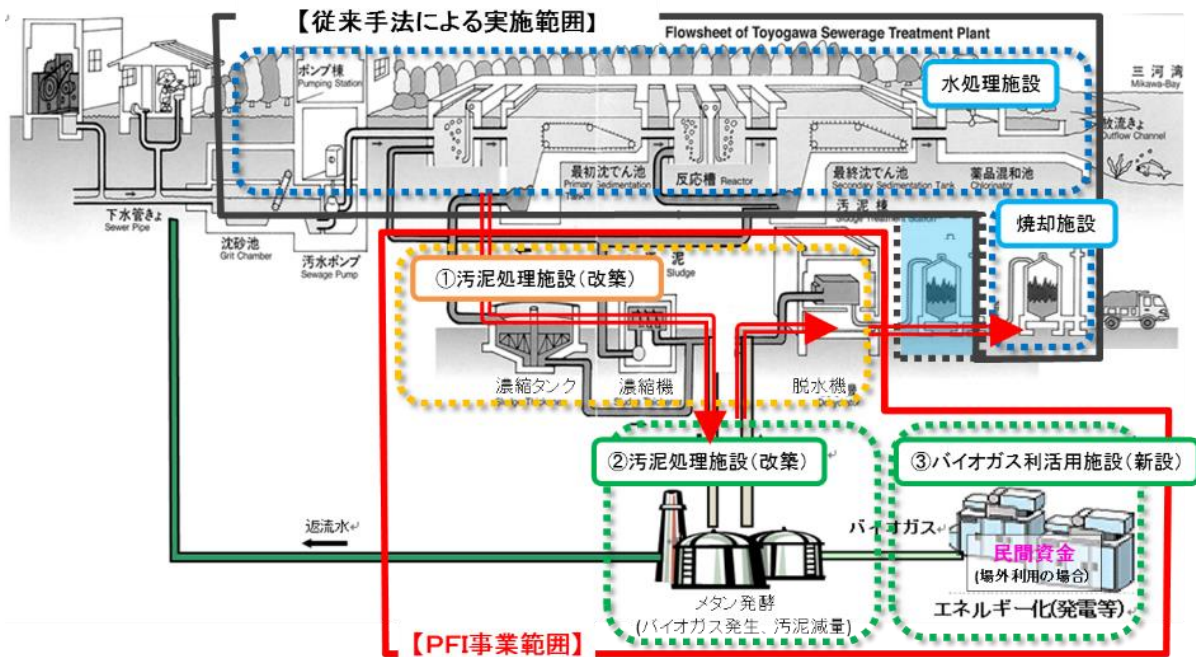 【従来手法による実施範囲】
Flowsheet of Toyogawa Sewerage Treatment Plant
ポンプ棟
Pumping Station
水処理施設
三河湾
Mikawa-Bay
放流きょ
Outflow Channel
最初沈でん池
Primary Sedimentation
Tank
反応槽 Reactor
最終沈でん池
Secondary Sedimentation Tank
薬品混和池
Chlorinator
下水管きょ
Sewer Pipe
沈砂池
Grit Chamber
汚水ポンプ
Sewage Pump
汚泥棟
Sludge Treatment Station
焼却施設
①汚泥処理施設(改築)
泥
Sludge
濃縮タンク
濃縮機
脱水機
②汚泥処理施設(改築)
③バイオガス利活用施設(新設)
返流水
バイオガス
民間資金
(場外利用の場合)
メタン発酵
(バイオガス発生、汚泥減量)
エネルギー化(発電等)
【PFI事業範囲】